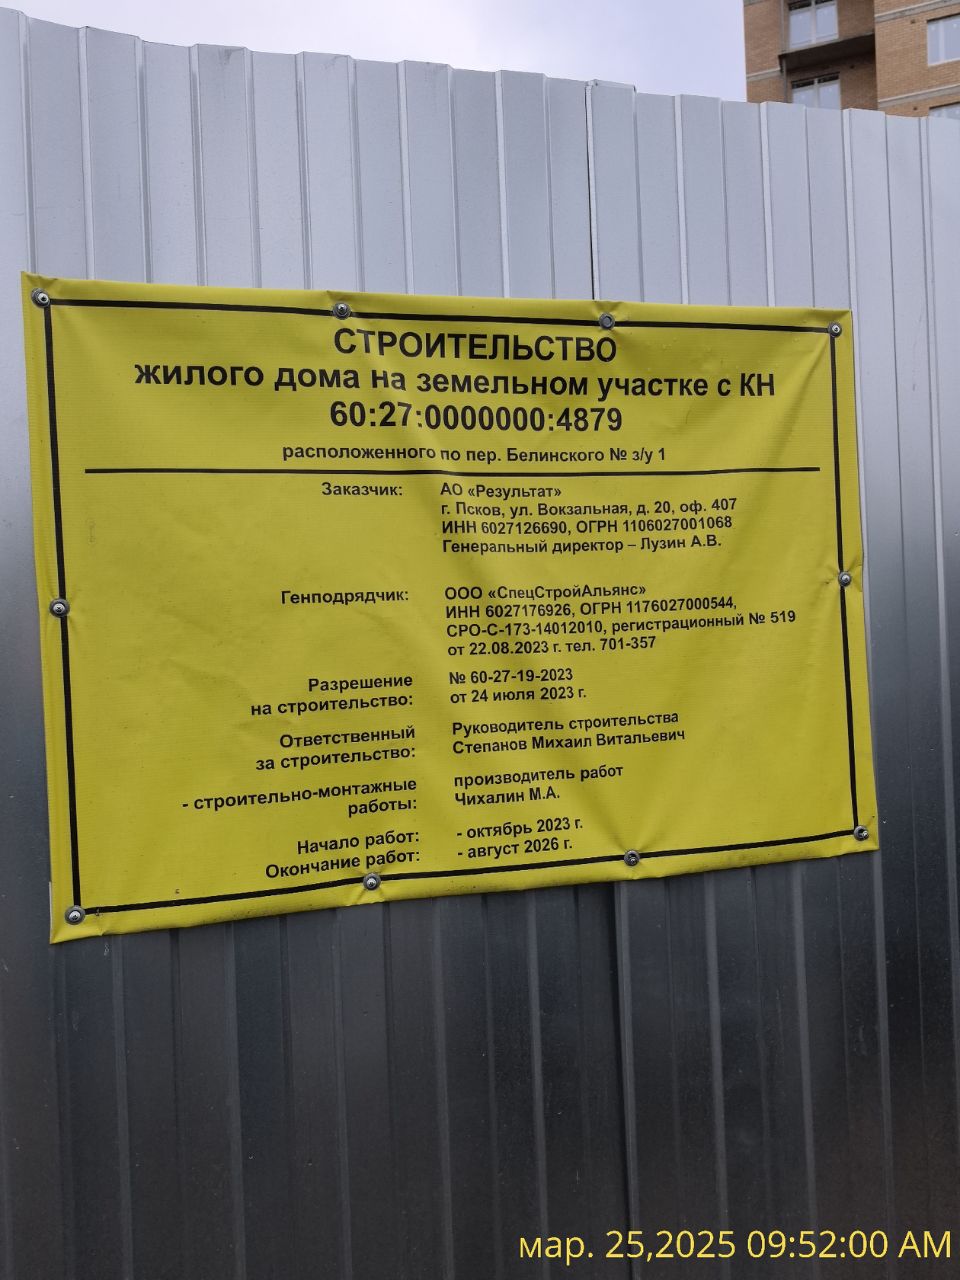 СТРОИТЕЛЬСТВО
жилого дома на земельном участке с КН
60:27:0000000:4879
расположенного по пер. Белинского № з/у 1
Заказчик: АО «Результат»
г. Псков, ул. Вокзальная, д. 20, оф. 407
ИНН 6027126690, ОГРН 1106027001068
Генеральный директор – Лузин А.В.
Генподрядчик: ООО «СпецСтройАльянс»
ИНН 6027176926, ОГРН 1176027000544,
СРО-С-173-14012010, регистрационный № 519
от 22.08.2023 г. тел. 701-357
Разрешение № 60-27-19-2023
на строительство: от 24 июля 2023 г.
Ответственный Руководитель строительства
за строительство: Степанов Михаил Витальевич
- строительно-монтажные производитель работ
работы: Чихалин М.А.
Начало работ: - октябрь 2023 г.
Окончание работ: - август 2026 г.
мар. 25,2025 09:52:00 AM